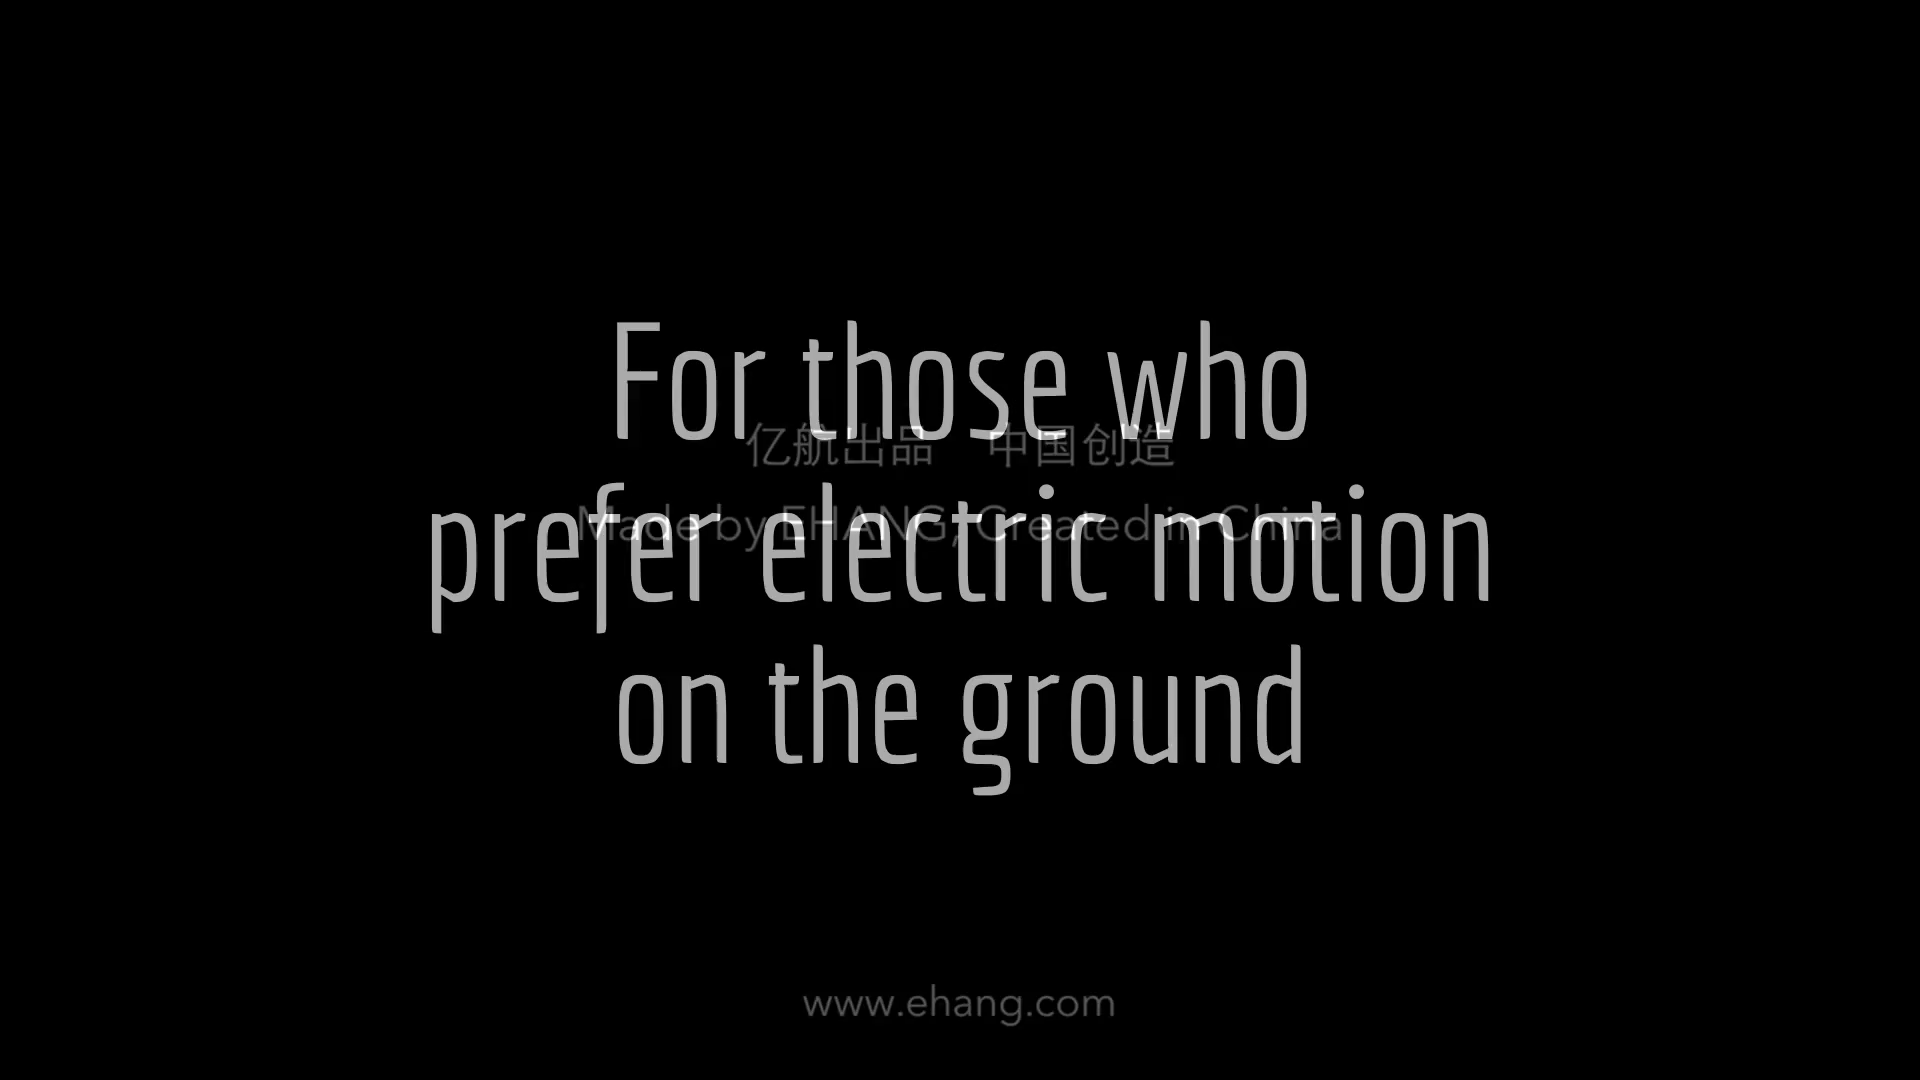 For those who
亿航出品 中国创造
prefer electric motion
Made by EHANG, Created in China
on the ground
www.ehang.com